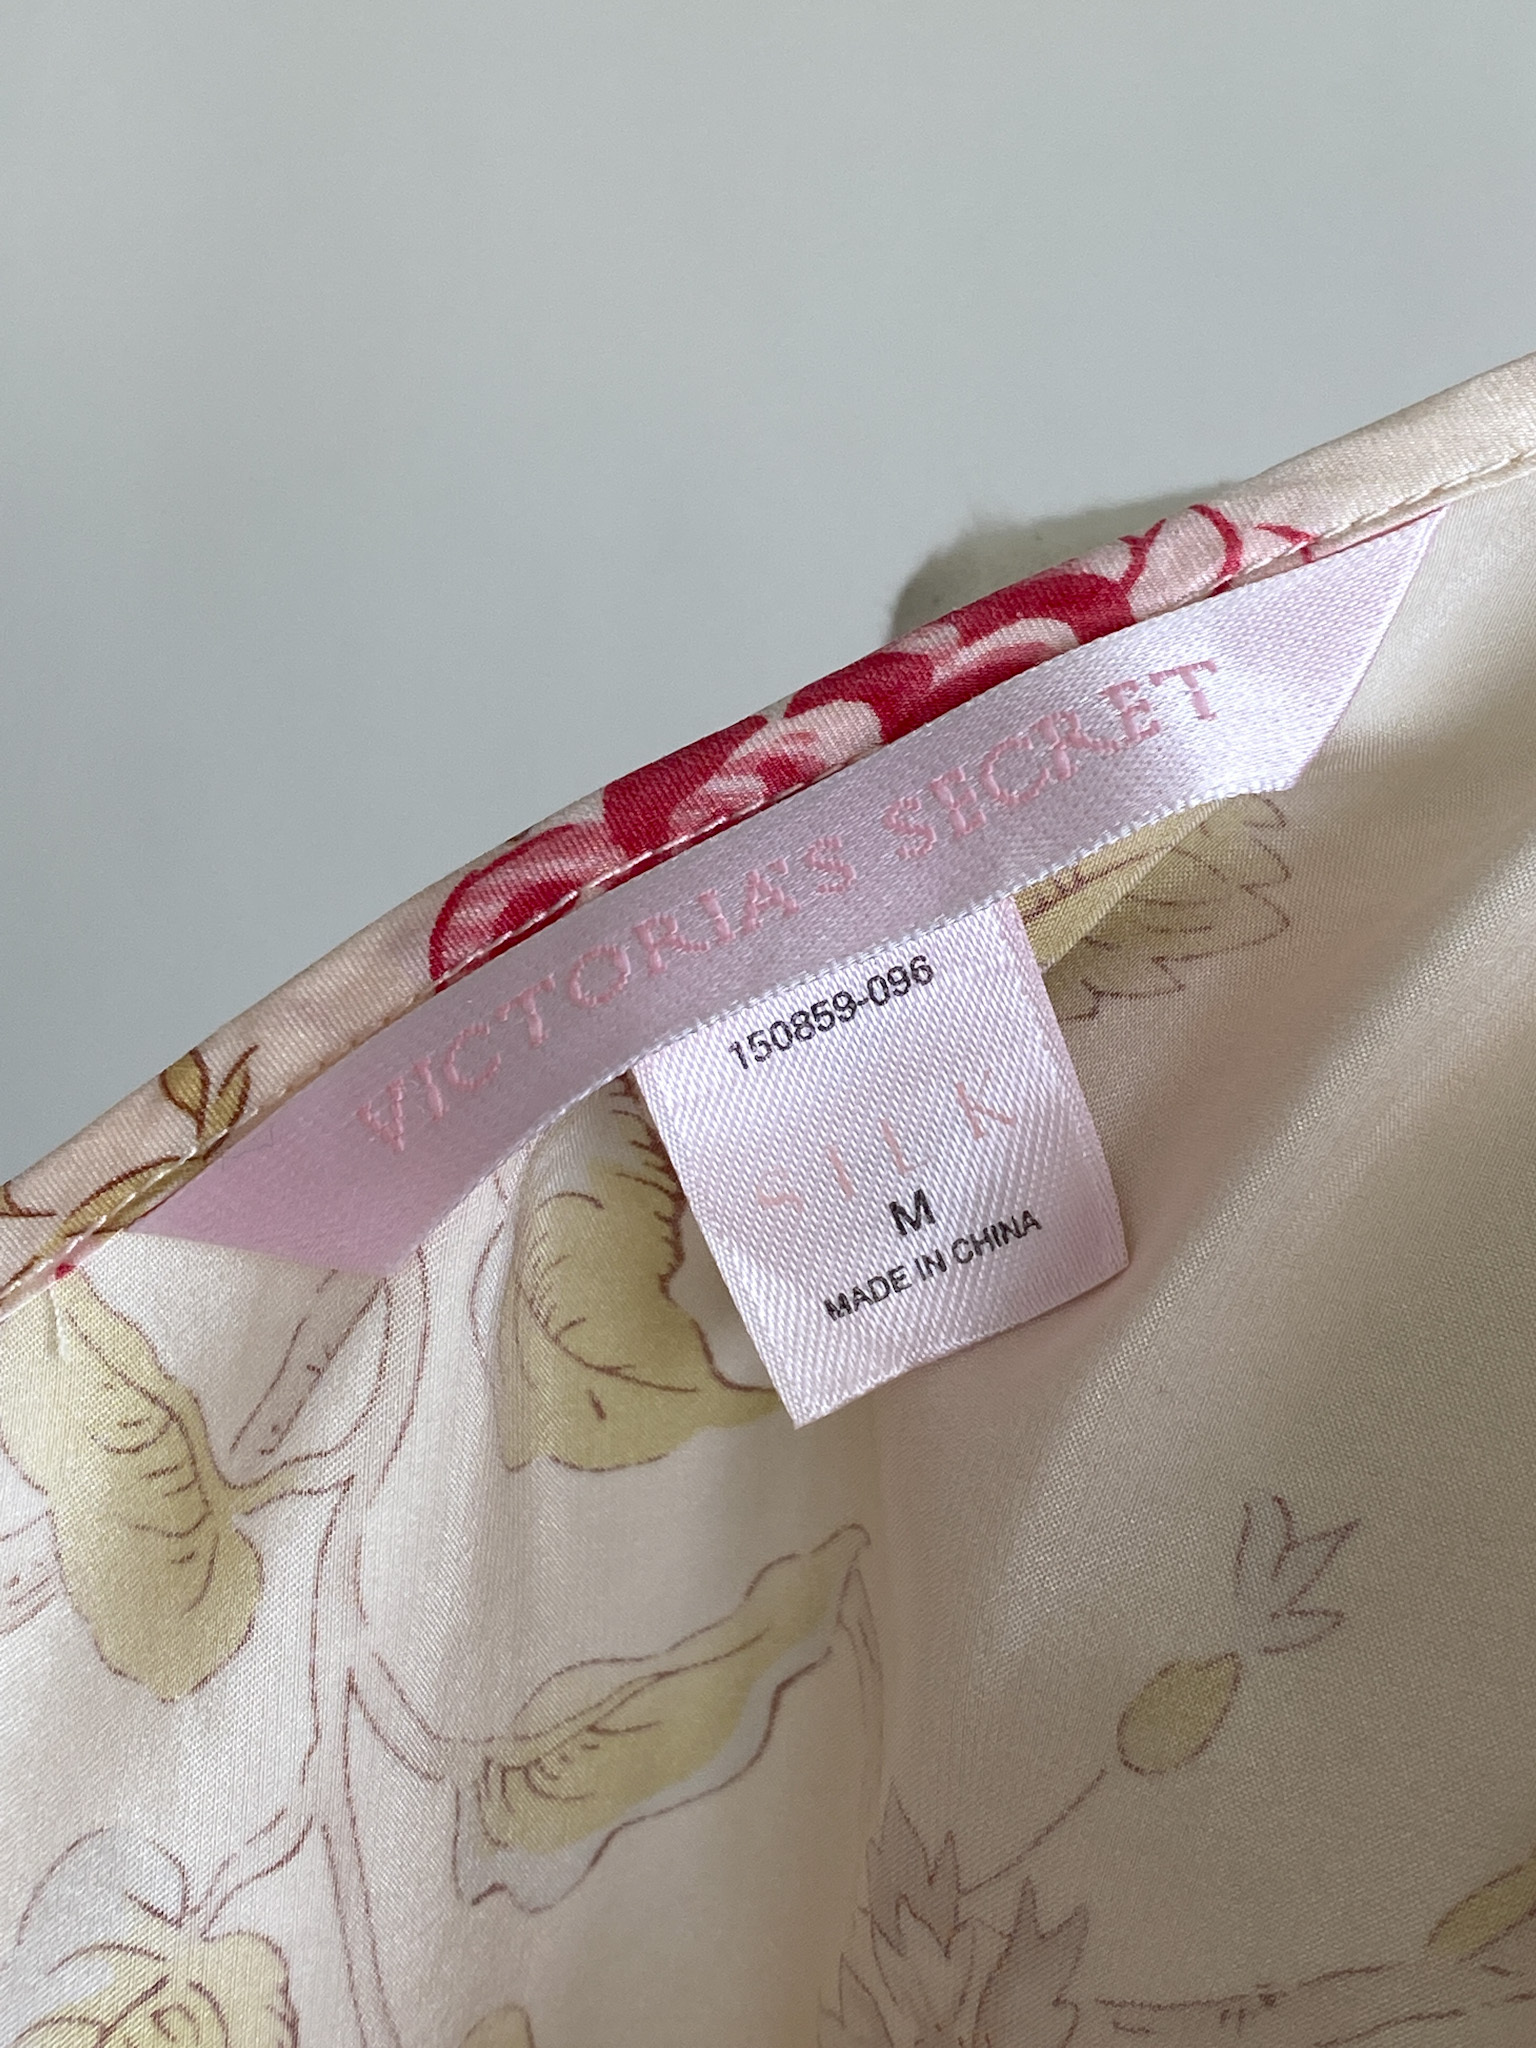 VICTORIA'S SECRET
150859-096
SILK
M
MADE IN CHINA